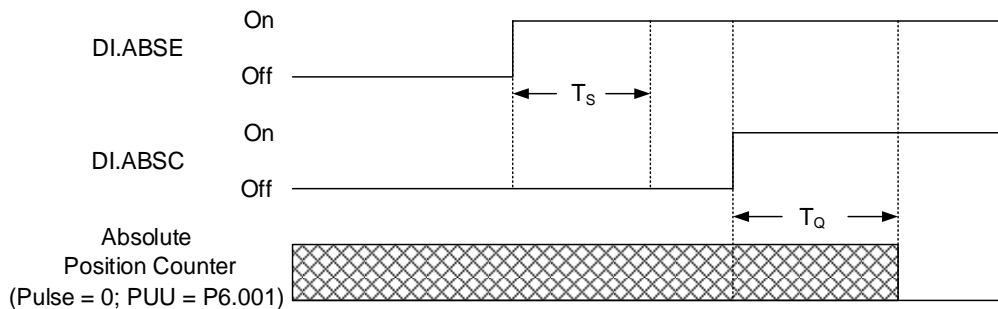 On
DI.ABSE
Off
TS
On
DI.ABSC
Off
TQ
Absolute
Position Counter
(Pulse = 0; PUU = P6.001)